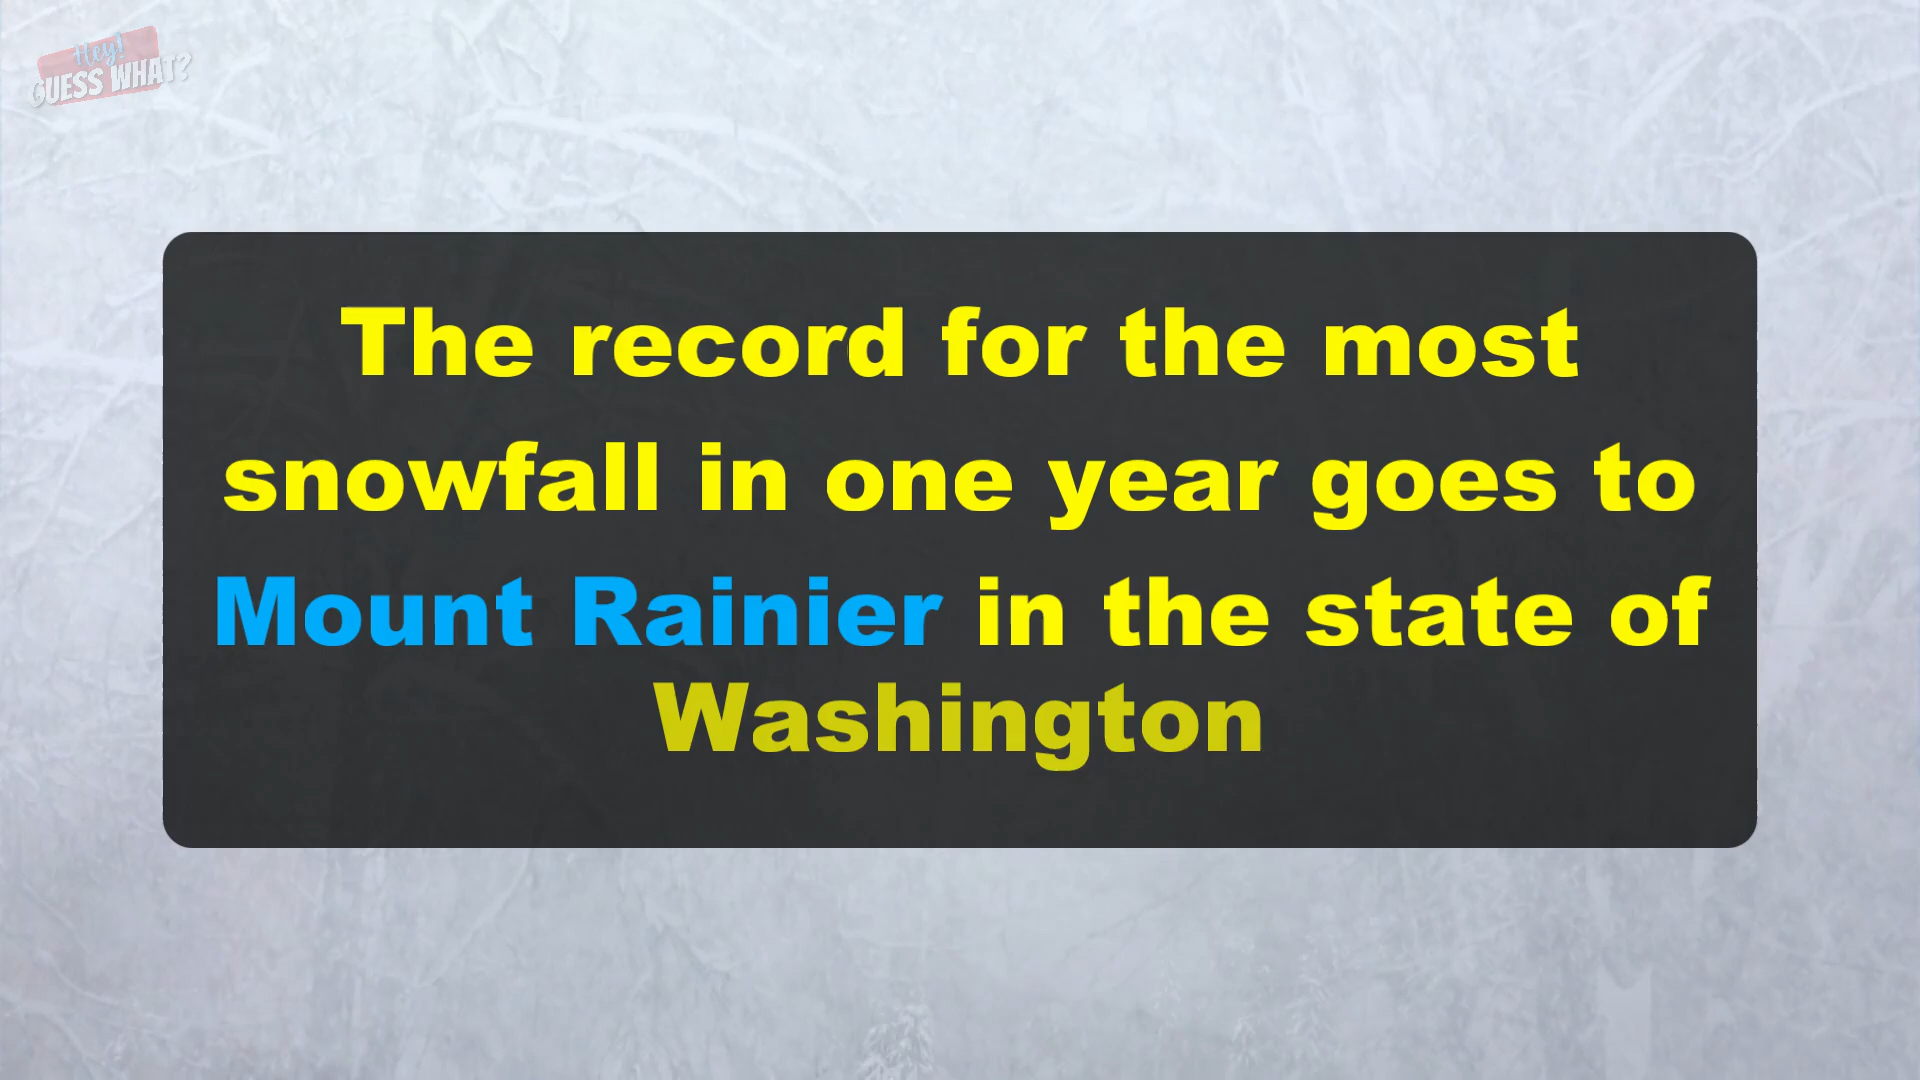 Hey!
GUESS WHAT?
The record for the most
snowfall in one year goes to
Mount Rainier in the state of
Washington